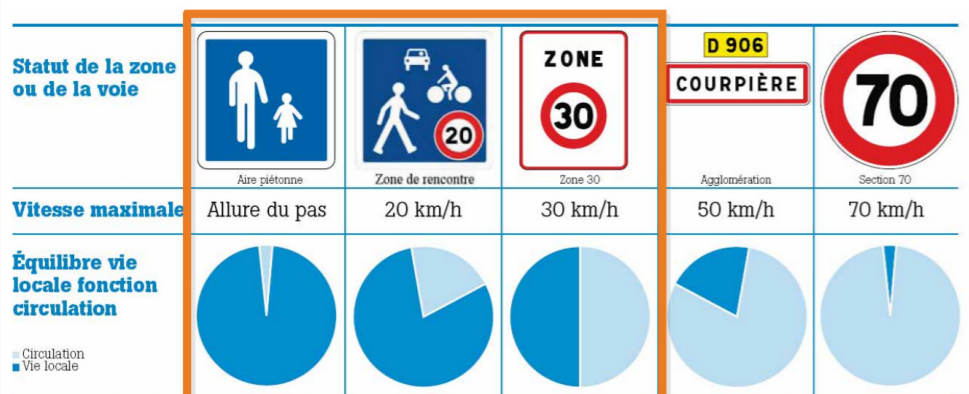 Statut de la zone
ou de la voie
20
ZONE
30
D 906
COURPIÈRE
70
Aire piétonne
Zone de rencontre
Zone 30
Agglomération
Section 70
Vitesse maximale
Allure du pas
20 km/h
30 km/h
50 km/h
70 km/h
Équilibre vie
locale fonction
circulation
Circulation
Vie locale